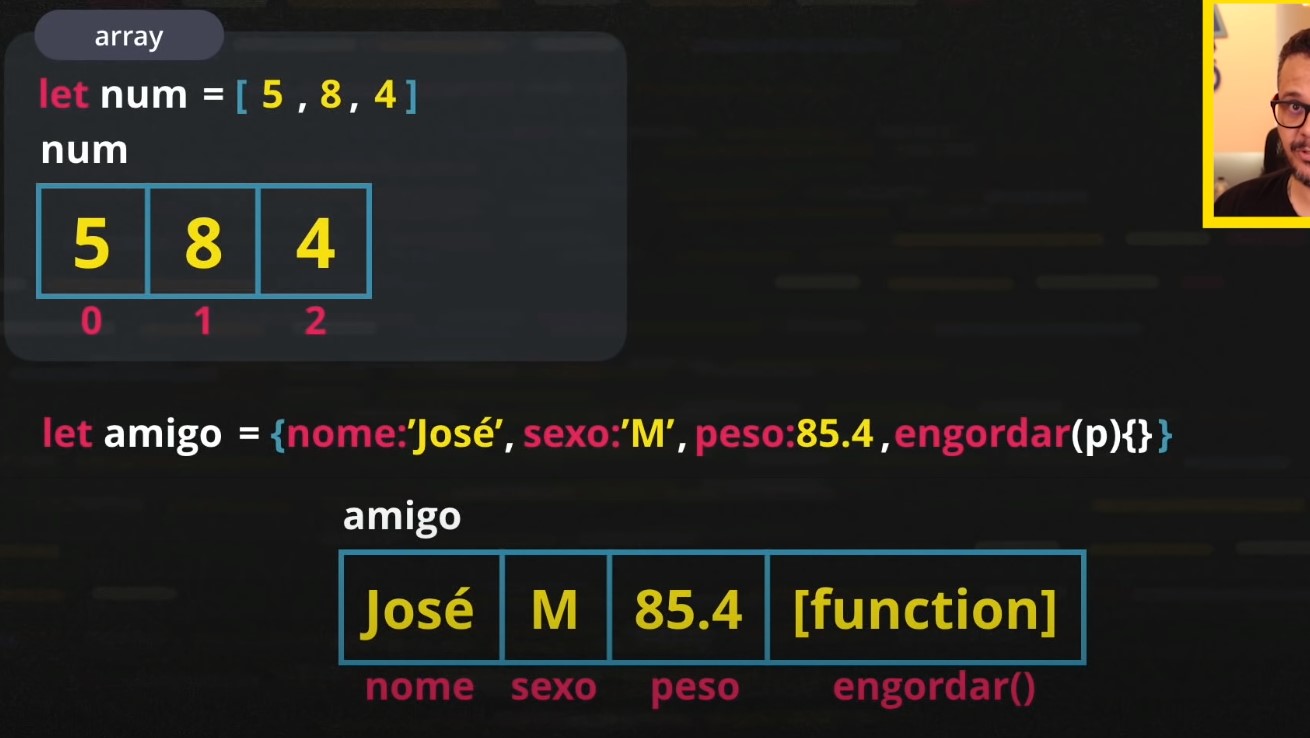 array
let num = [ 5 , 8, 4 ]
num
5 8 4
0 1 2
let amigo = {nome:’José’, sexo:’M’, peso:85.4 ,engordar(p){} }
amigo
José M 85.4 [function]
nome sexo peso engordar()